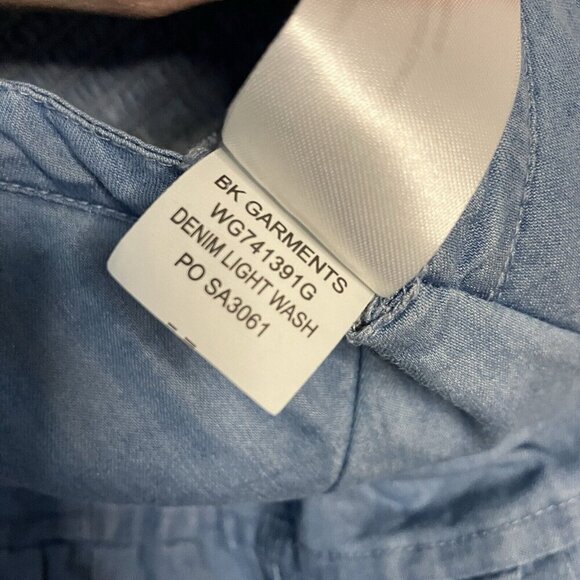 BK GARMENTS
WG741391G
DENIM LIGHT WASH
PO SA3061